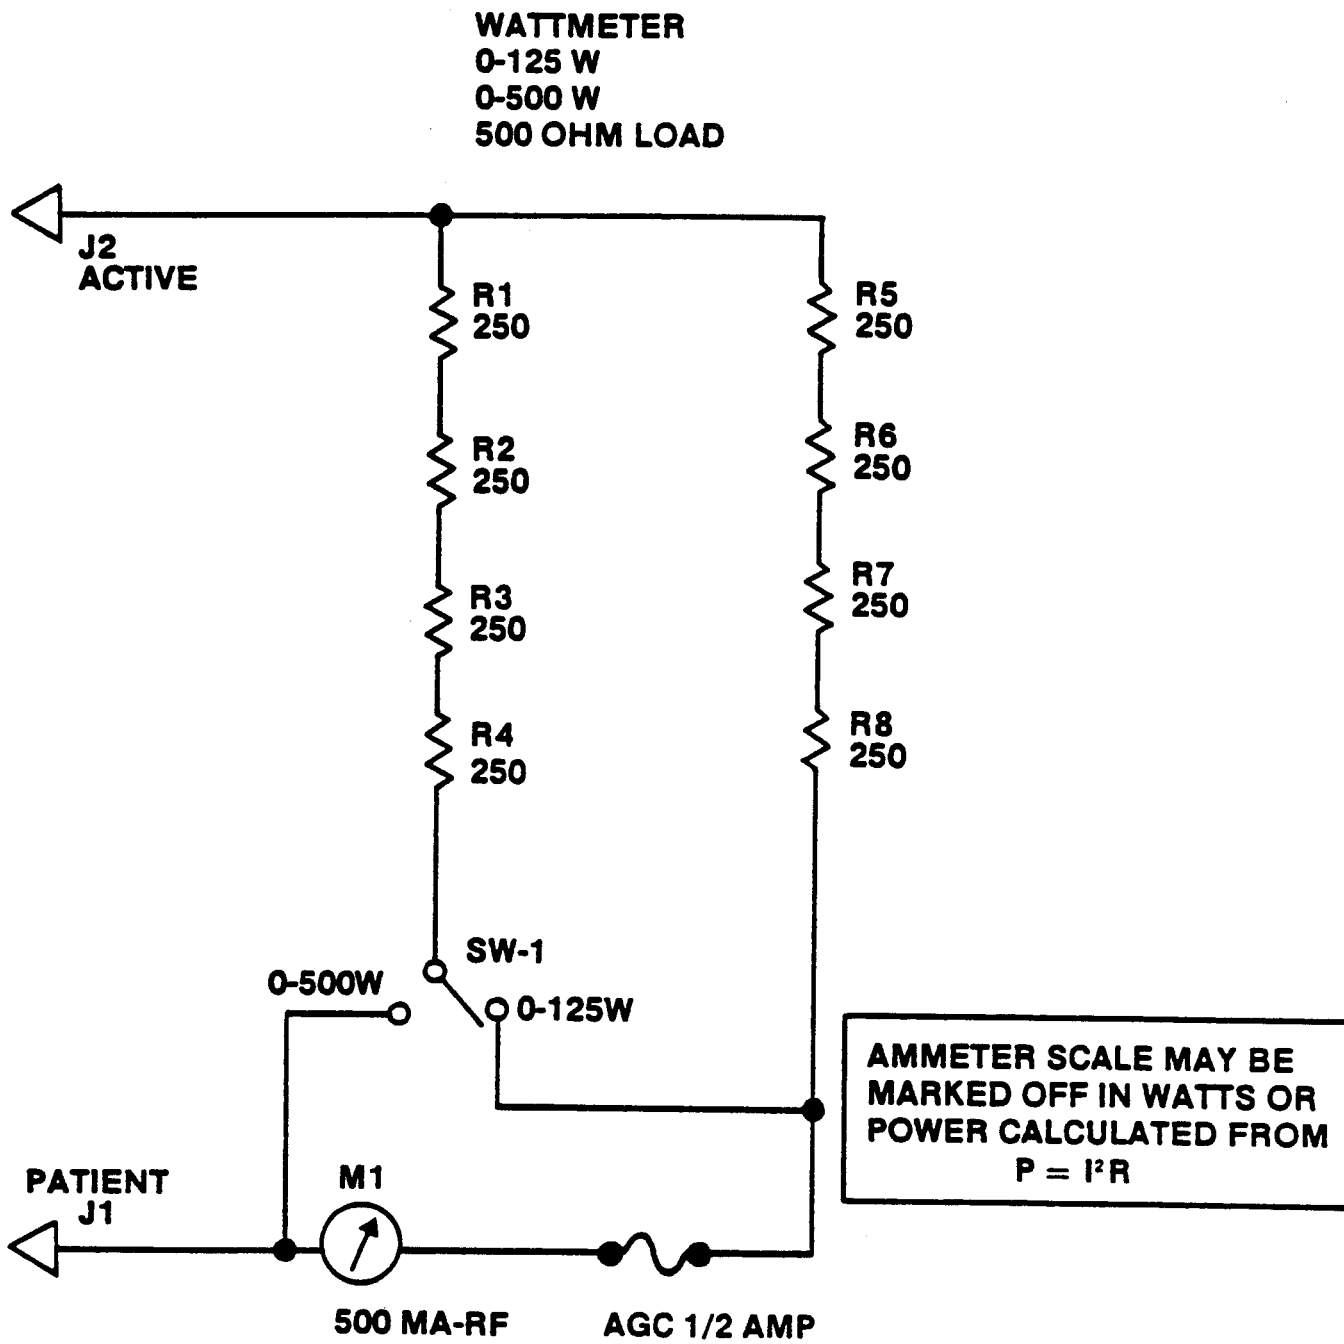 WATTMETER
0-125 W
0-500 W
500 OHM LOAD
J2
ACTIVE
R1
250
R5
250
R2
250
R6
250
R3
250
R7
250
R4
250
R8
250
SW-1
0-500W
0-125W
AMMETER SCALE MAY BE
MARKED OFF IN WATTS OR
POWER CALCULATED FROM
P = I²R
PATIENT
J1
M1
500 MA-RF
AGC 1/2 AMP